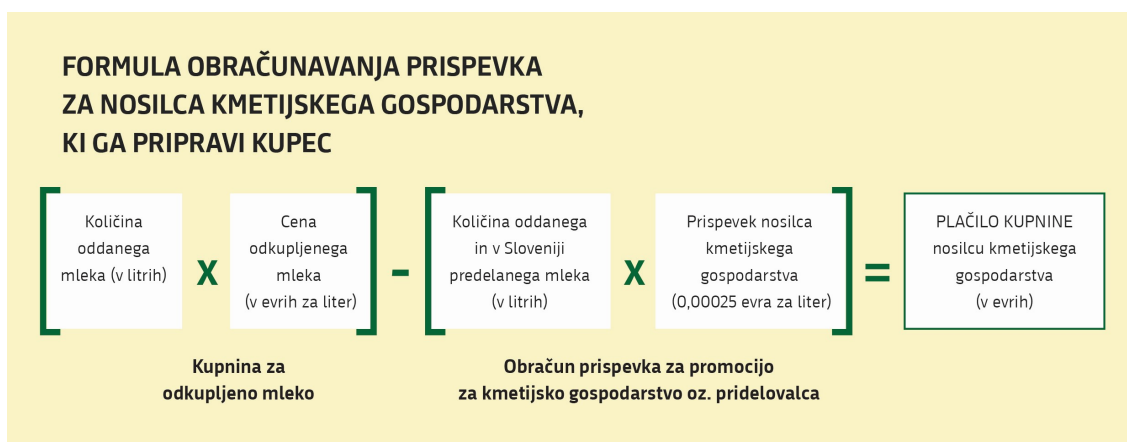 FORMULA OBRAČUNAVANJA PRISPEVKA
ZA NOSILCA KMETIJSKEGA GOSPODARSTVA,
KI GA PRIPRAVI KUPEC
Količina
oddanega
mleka (v litrih)
x
Cena
odkupljenega
mleka
(v evrih za liter)
-
Količina oddanega
in v Sloveniji
predelanega mleka
(v litrih)
x
Prispevek nosilca
kmetijskega
gospodarstva
(0,00025 evra za liter)
=
PLAČILO KUPNINE
nosilcu kmetijskega
gospodarstva
(v evrih)
Kupnina za
odkupljeno mleko
Obračun prispevka za promocijo
za kmetijsko gospodarstvo oz. pridelovalca